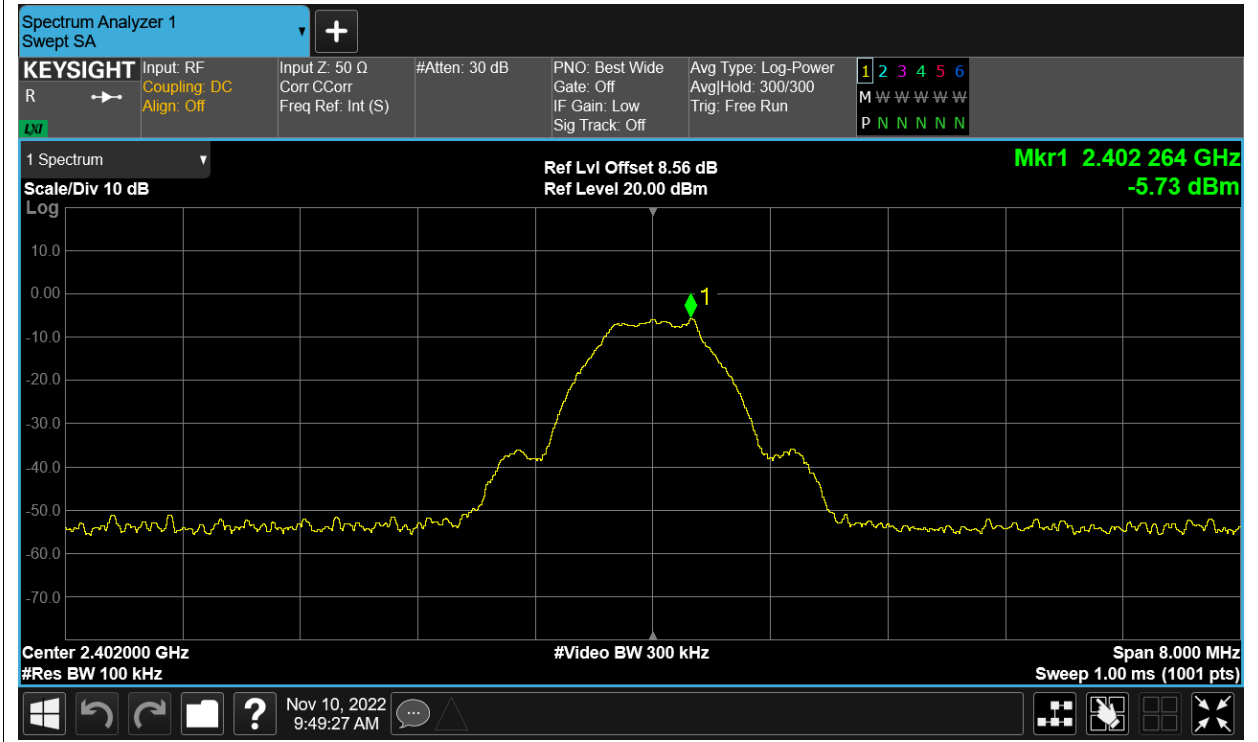 Spectrum Analyzer 1
Swept SA
KEYSIGHT
R
LXI
Input: RF
Coupling: DC
Align: Off
Input Z: 50 Ω
Corr CCorr
Freq Ref: Int (S)
#Atten: 30 dB
PNO: Best Wide
Gate: Off
IF Gain: Low
Sig Track: Off
Avg Type: Log-Power
Avg|Hold: 300/300
Trig: Free Run
1 2 3 4 5 6
M W W W W W
P N N N N N
1 Spectrum
Scale/Div 10 dB
Log
Ref Lvl Offset 8.56 dB
Ref Level 20.00 dBm
Mkr1 2.402 264 GHz
-5.73 dBm
10.0
0.00
-10.0
-20.0
-30.0
-40.0
-50.0
-60.0
-70.0
1
Center 2.402000 GHz
#Res BW 100 kHz
#Video BW 300 kHz
Span 8.000 MHz
Sweep 1.00 ms (1001 pts)
?
Nov 10, 2022
9:49:27 AM